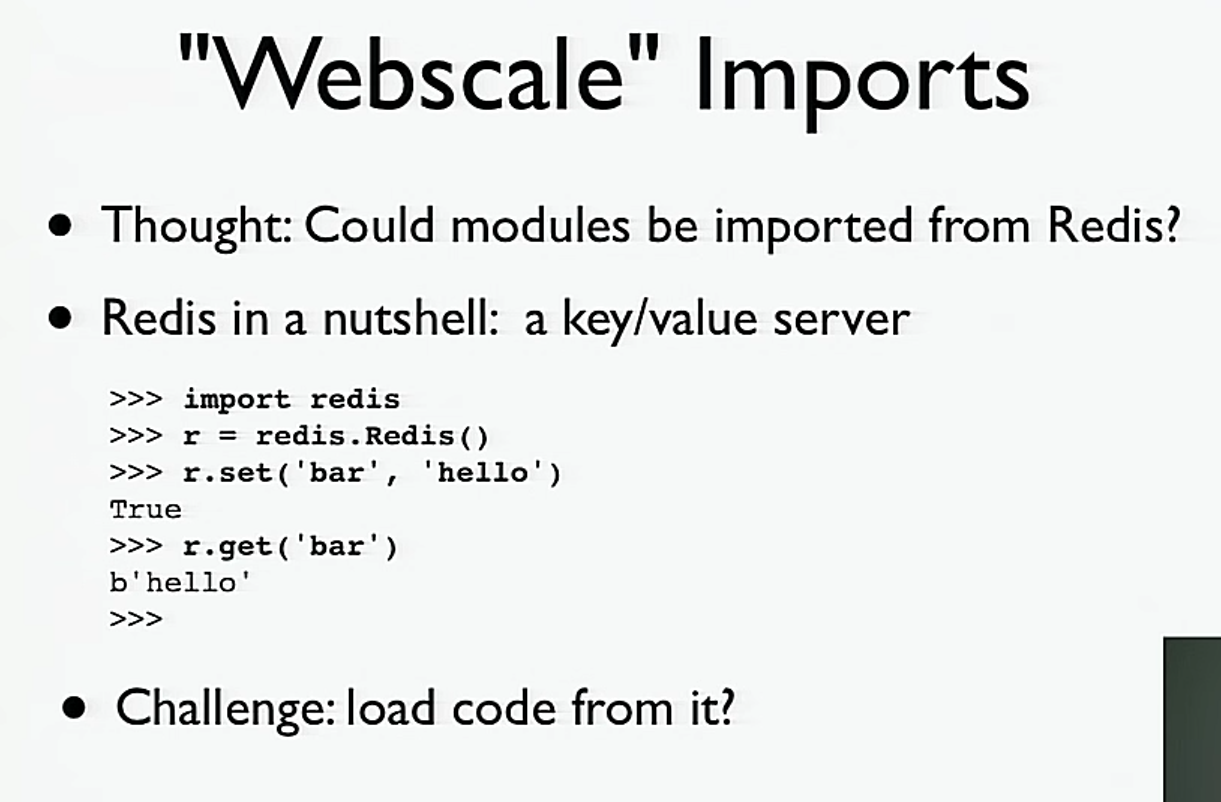 "Webscale" Imports
• Thought: Could modules be imported from Redis?
• Redis in a nutshell:  a key/value server
>>> import redis
>>> r = redis.Redis()
>>> r.set('bar', 'hello')
True
>>> r.get('bar')
b'hello'
>>>
• Challenge: load code from it?